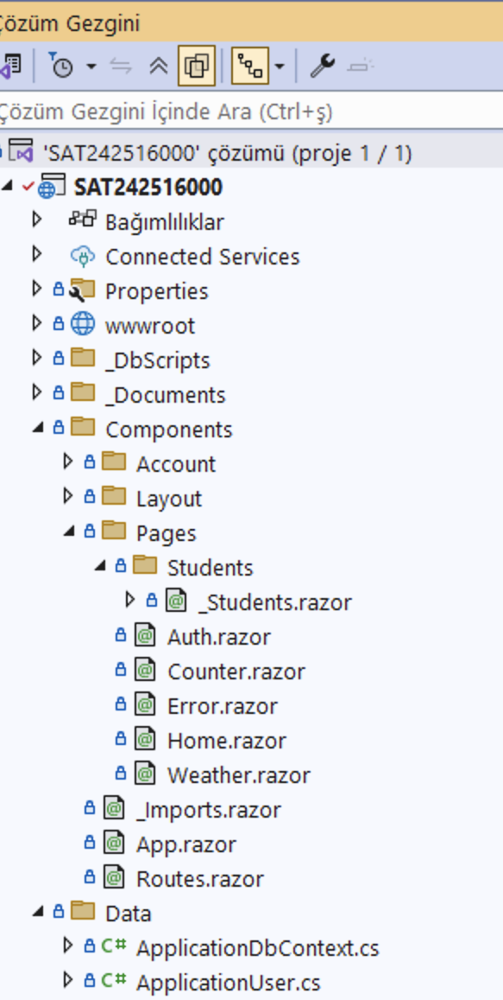 Çözüm Gezgini
Çözüm Gezgini İçinde Ara (Ctrl+ş)
'SAT242516000' çözümü (proje 1 / 1)
SAT242516000
Bağımlılıklar
Connected Services
Properties
wwwroot
_DbScripts
_Documents
Components
Account
Layout
Pages
Students
_Students.razor
Auth.razor
Counter.razor
Error.razor
Home.razor
Weather.razor
_Imports.razor
App.razor
Routes.razor
Data
C# ApplicationDbContext.cs
C# ApplicationUser.cs